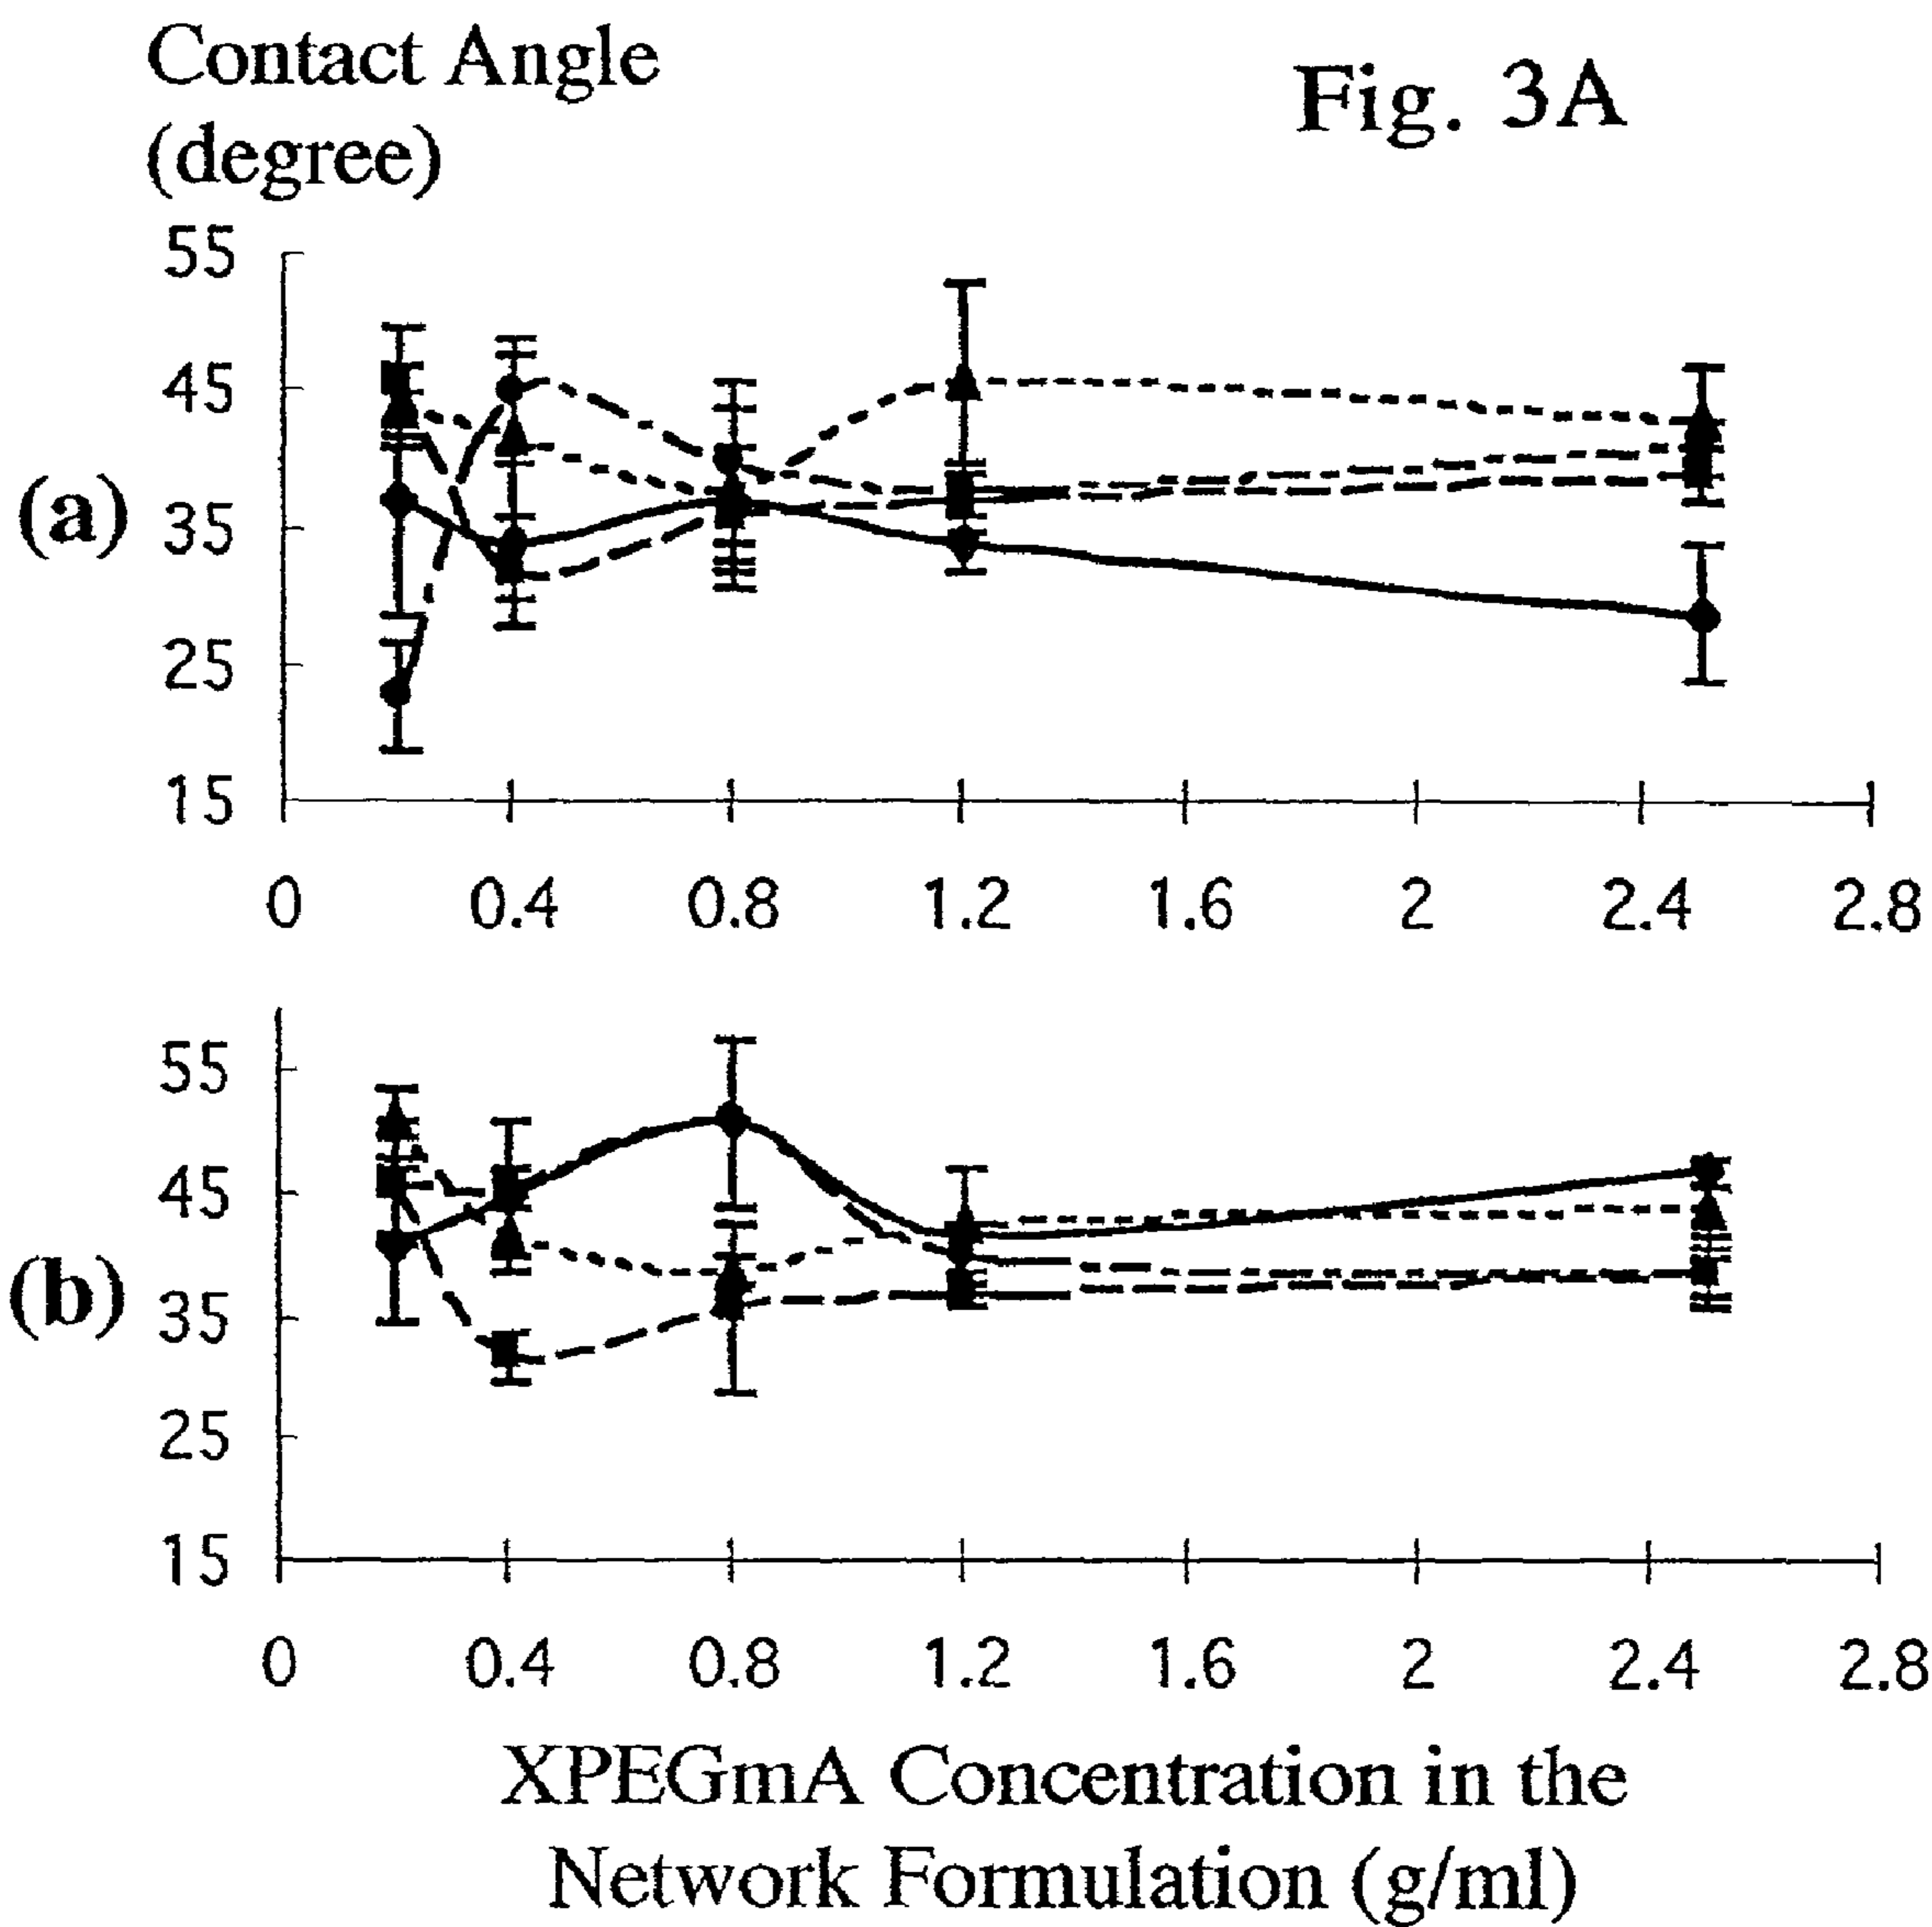 Contact Angle
(degree)
Fig. 3A
55
45
(a)
35
25
15
0 0.4 0.8 1.2 1.6 2 2.4 2.8
55
45
(b)
35
25
15
0 0.4 0.8 1.2 1.6 2 2.4 2.8
XPEGmA Concentration in the
Network Formulation (g/ml)